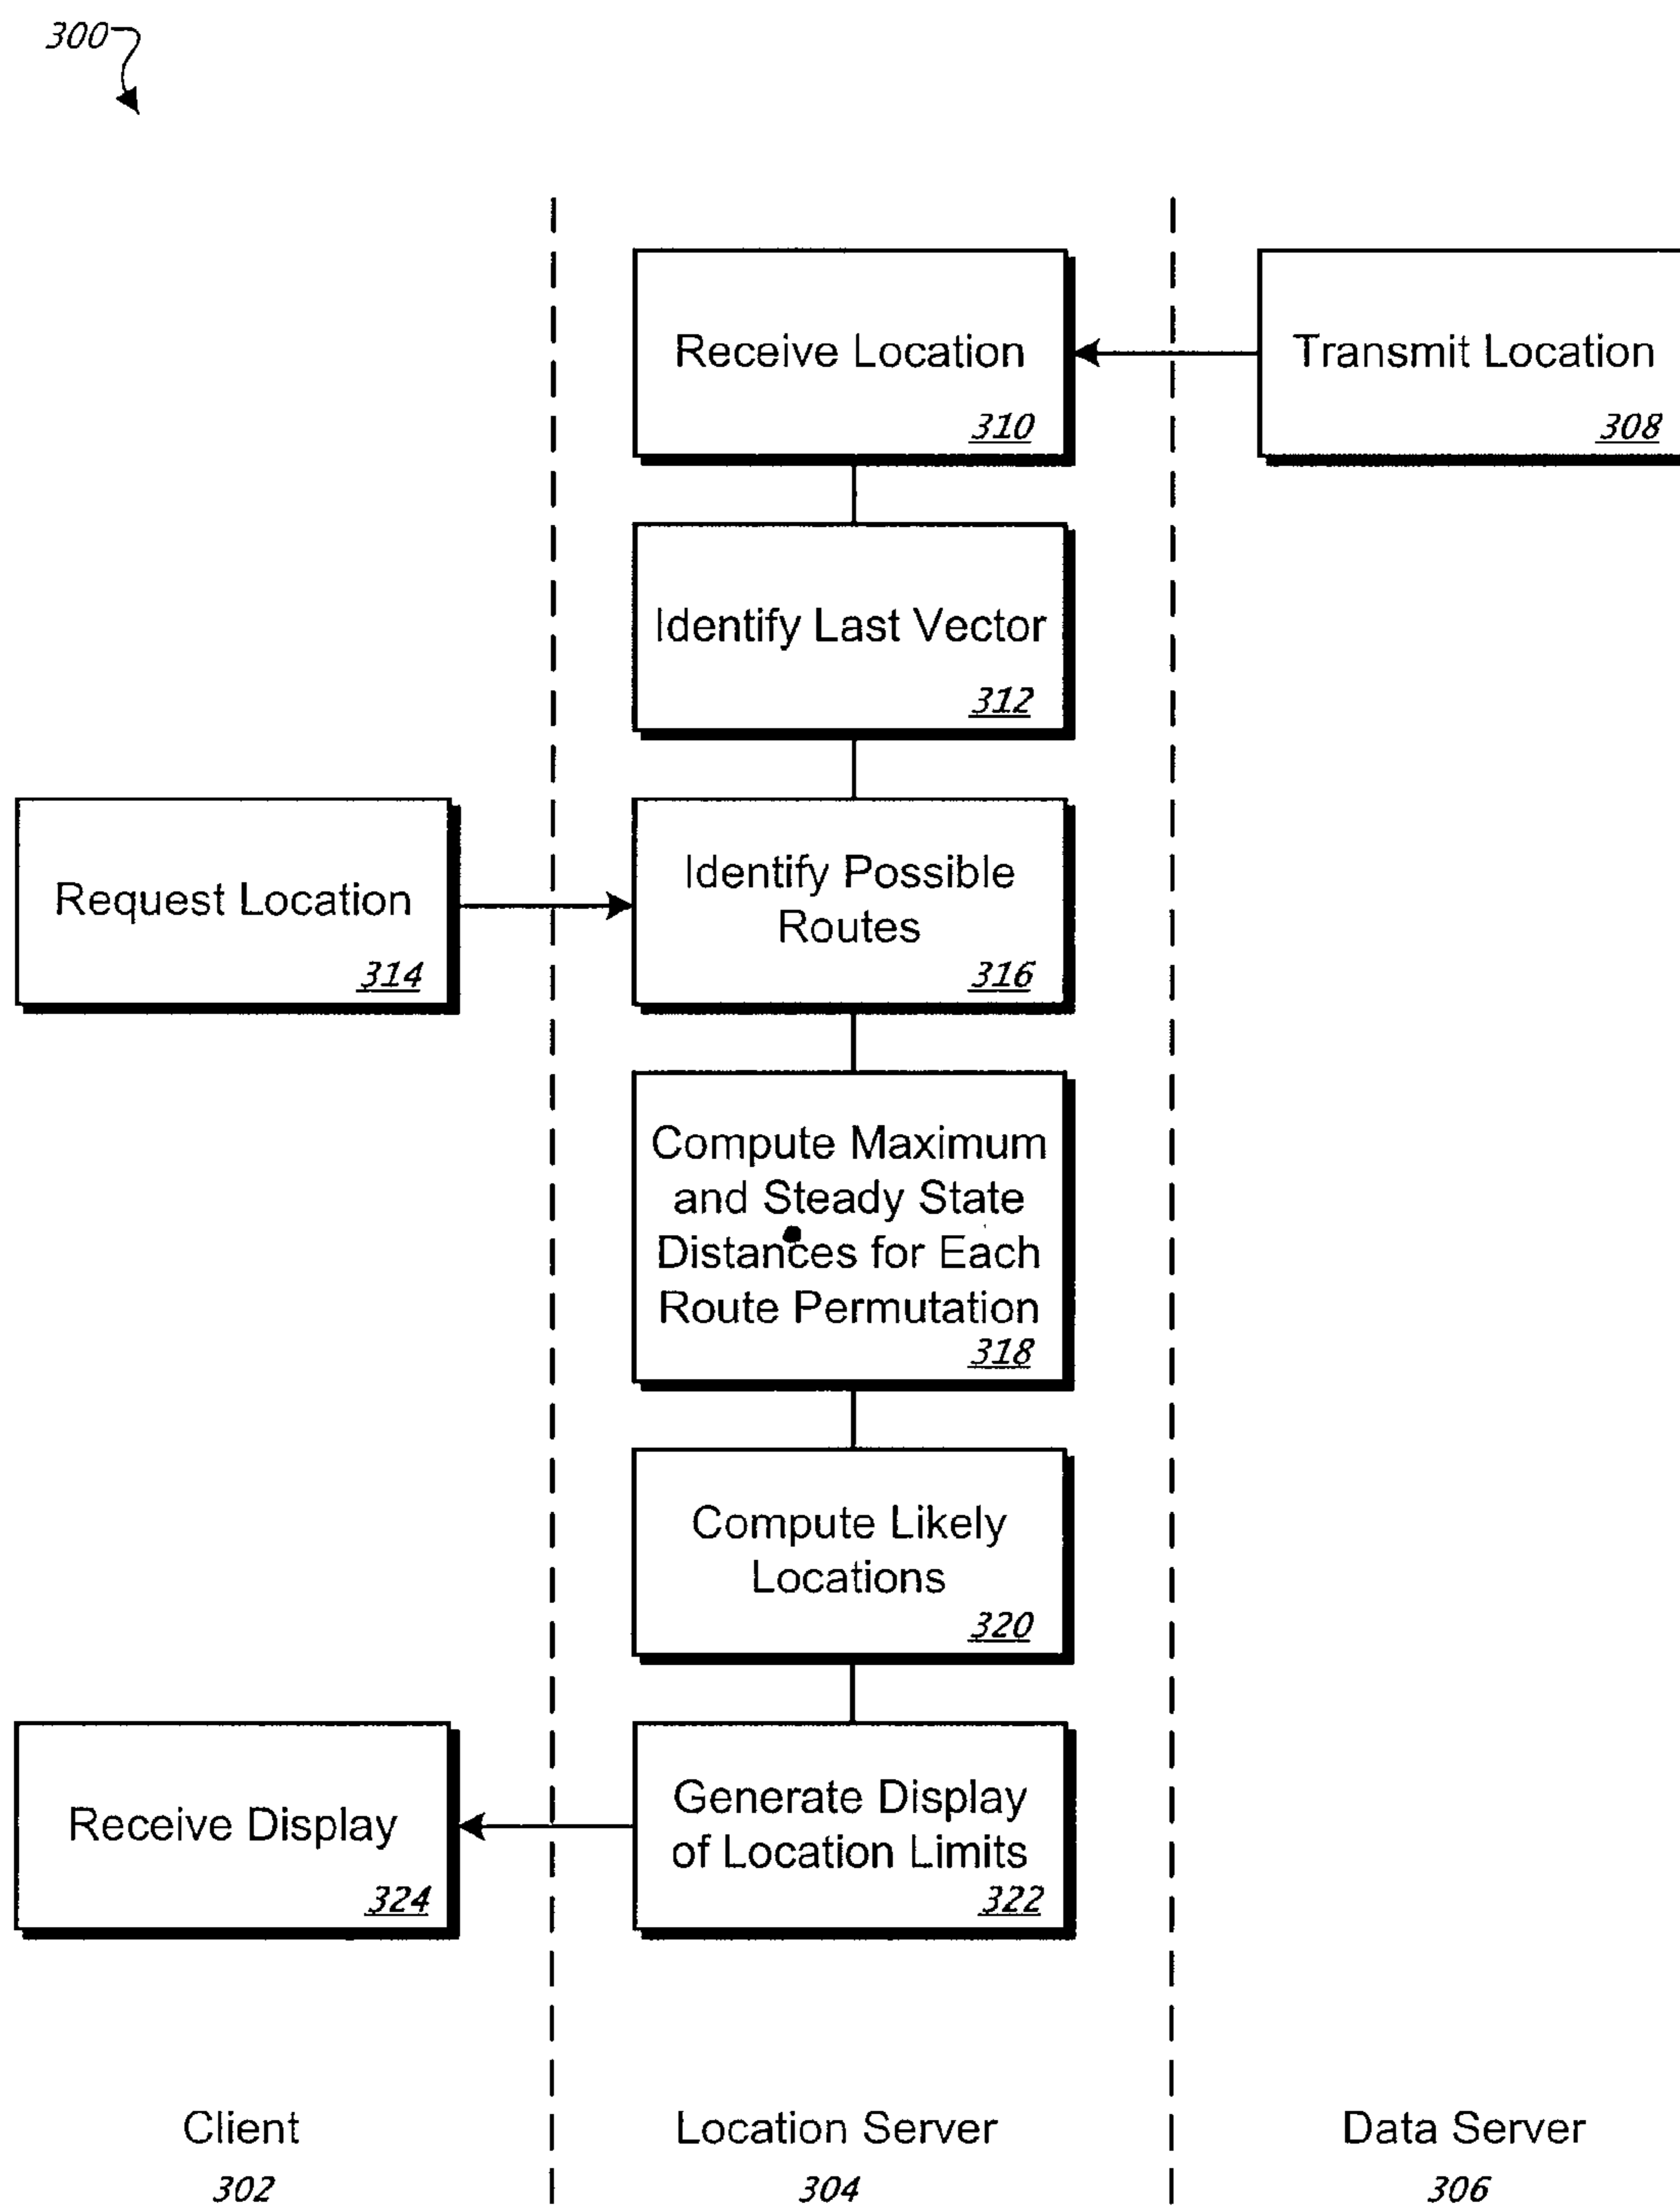 300
Receive Location
310
Transmit Location
308
Identify Last Vector
312
Request Location
314
Identify Possible
Routes
316
Compute Maximum
and Steady State
Distances for Each
Route Permutation
318
Compute Likely
Locations
320
Receive Display
324
Generate Display
of Location Limits
322
Client
302
Location Server
304
Data Server
306